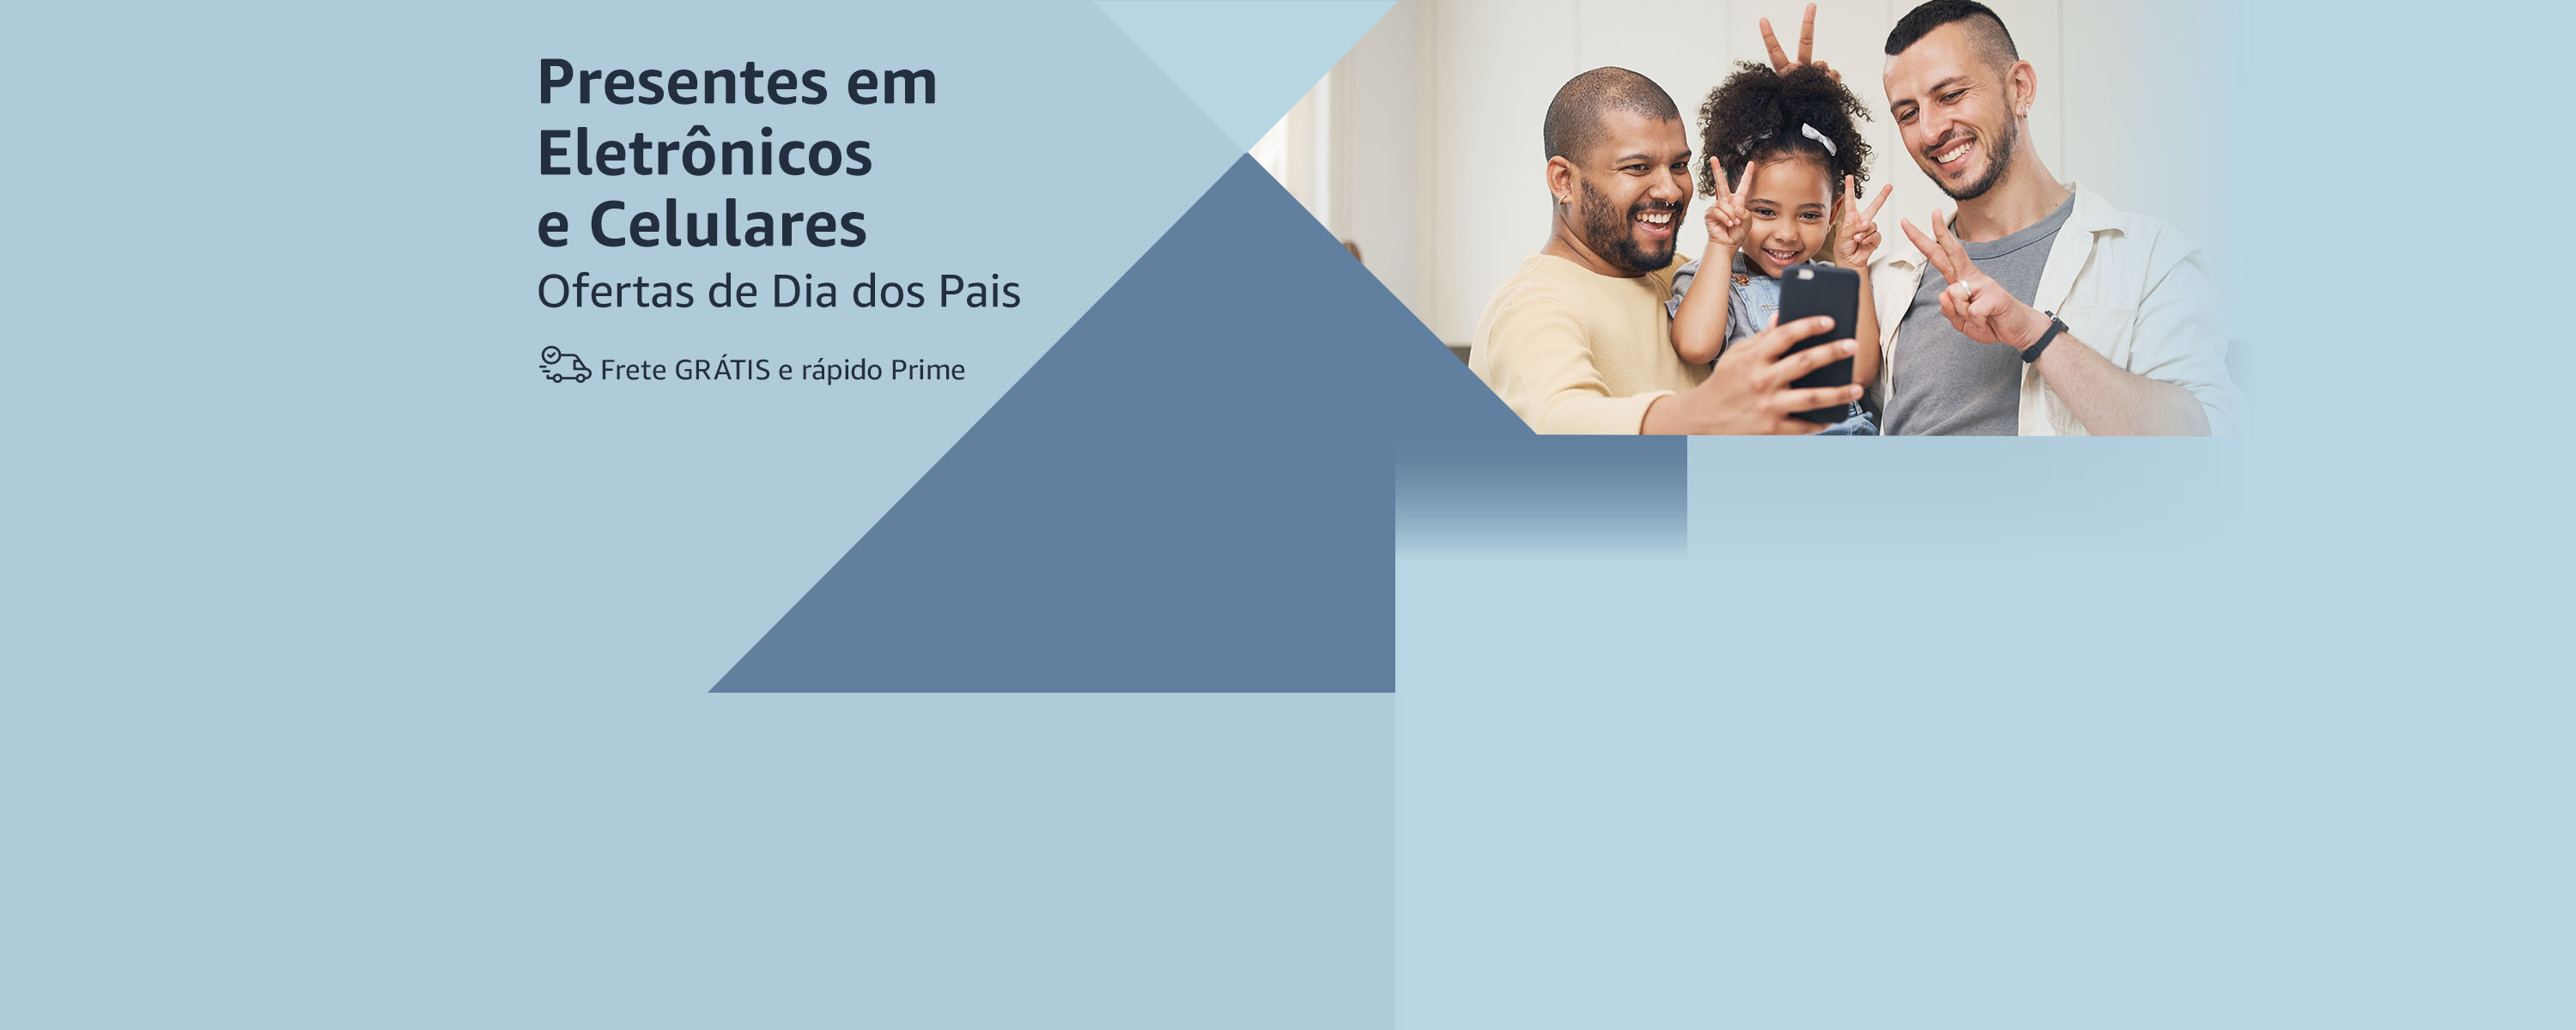 Presentes em
Eletrônicos
e Celulares
Ofertas de Dia dos Pais
Frete GRÁTIS e rápido Prime